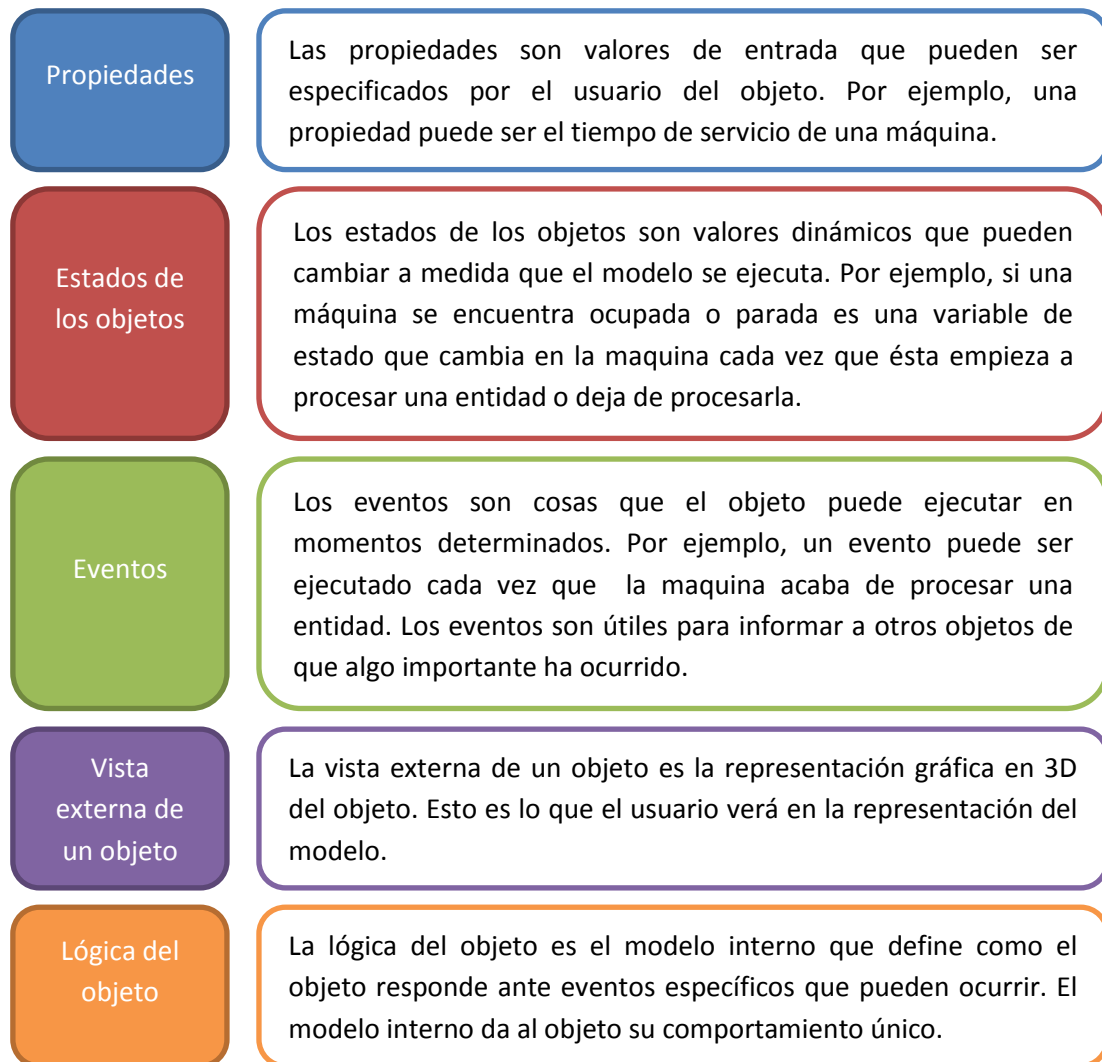 Propiedades
Las propiedades son valores de entrada que pueden ser
especificados por el usuario del objeto. Por ejemplo, una
propiedad puede ser el tiempo de servicio de una máquina.
Estados de
los objetos
Los estados de los objetos son valores dinámicos que pueden
cambiar a medida que el modelo se ejecuta. Por ejemplo, si una
máquina se encuentra ocupada o parada es una variable de
estado que cambia en la maquina cada vez que ésta empieza a
procesar una entidad o deja de procesarla.
Eventos
Los eventos son cosas que el objeto puede ejecutar en
momentos determinados. Por ejemplo, un evento puede ser
ejecutado cada vez que la maquina acaba de procesar una
entidad. Los eventos son útiles para informar a otros objetos de
que algo importante ha ocurrido.
Vista
externa de
un objeto
La vista externa de un objeto es la representación gráfica en 3D
del objeto. Esto es lo que el usuario verá en la representación del
modelo.
Lógica del
objeto
La lógica del objeto es el modelo interno que define como el
objeto responde ante eventos específicos que pueden ocurrir. El
modelo interno da al objeto su comportamiento único.